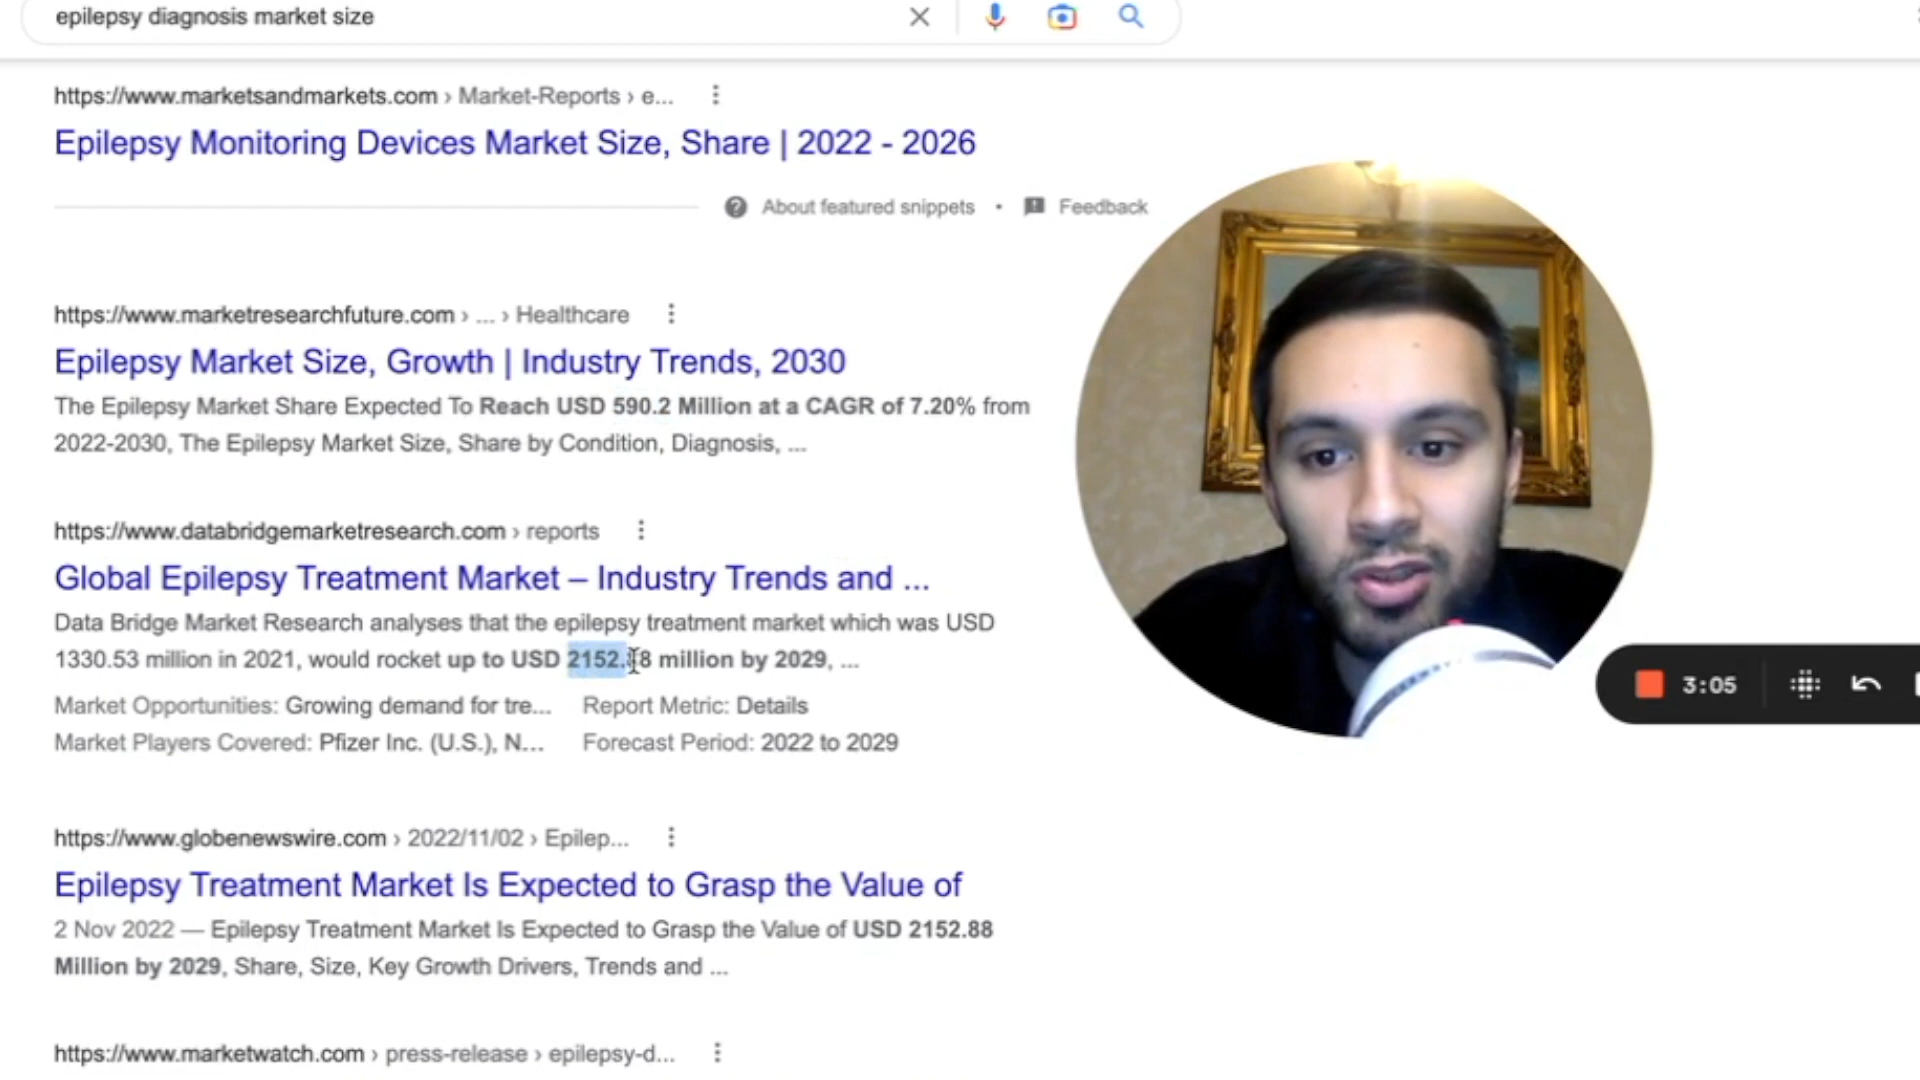 epilepsy diagnosis market size
https://www.marketsandmarkets.com › Market-Reports › e...
Epilepsy Monitoring Devices Market Size, Share | 2022 - 2026
About featured snippets • Feedback
https://www.marketresearchfuture.com › ... › Healthcare
Epilepsy Market Size, Growth | Industry Trends, 2030
The Epilepsy Market Share Expected To Reach USD 590.2 Million at a CAGR of 7.20% from
2022-2030, The Epilepsy Market Size, Share by Condition, Diagnosis, ...
https://www.databridgemarketresearch.com › reports
Global Epilepsy Treatment Market – Industry Trends and ...
Data Bridge Market Research analyses that the epilepsy treatment market which was USD
1330.53 million in 2021, would rocket up to USD 2152.88 million by 2029, ...
Market Opportunities: Growing demand for tre... Report Metric: Details
Market Players Covered: Pfizer Inc. (U.S.), N... Forecast Period: 2022 to 2029
3:05
https://www.globenewswire.com › 2022/11/02 › Epilep...
Epilepsy Treatment Market Is Expected to Grasp the Value of
2 Nov 2022 — Epilepsy Treatment Market Is Expected to Grasp the Value of USD 2152.88
Million by 2029, Share, Size, Key Growth Drivers, Trends and ...
https://www.marketwatch.com › press-release › epilepsy-d...